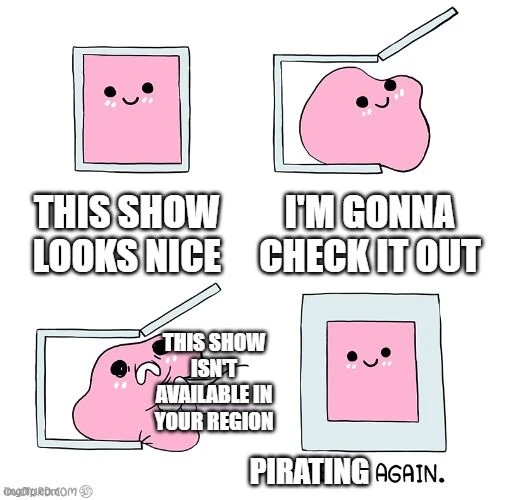 THIS SHOW
LOOKS NICE
I'M GONNA
CHECK IT OUT
THIS SHOW
ISN'T
AVAILABLE IN
YOUR REGION
PIRATING AGAIN.